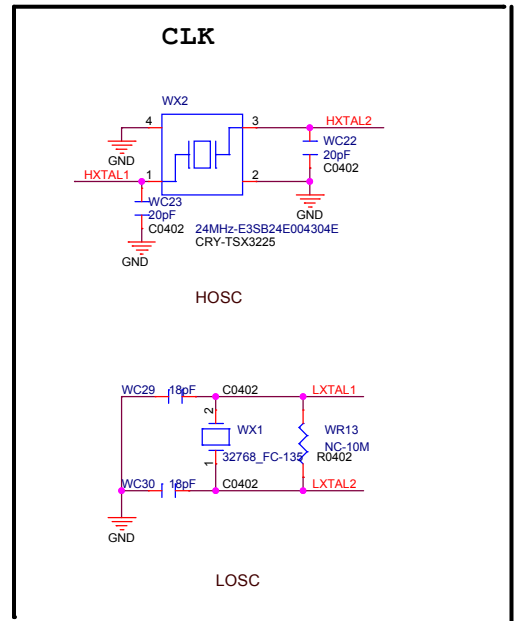 CLK
WX2
4
3
HXTAL2
GND
WC22
20pF
C0402
HXTAL1
1
2
WC23
20pF
C0402
GND
24MHz-E3SB24E004304E
CRY-TSX3225
GND
HOSC
WC29
18pF
C0402
LXTAL1
2
WX1
WR13
NC-10M
1
32768_FC-135
R0402
WC30
18pF
C0402
LXTAL2
GND
LOSC